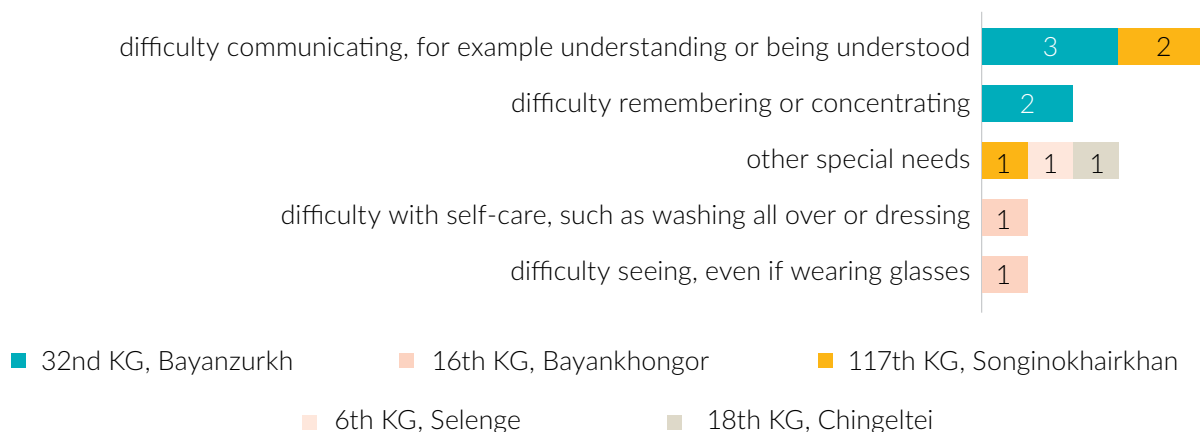 difficulty communicating, for example understanding or being understood 3 2
difficulty remembering or concentrating 2
other special needs 1 1 1
difficulty with self-care, such as washing all over or dressing 1
difficulty seeing, even if wearing glasses 1
32nd KG, Bayanzurkh 16th KG, Bayankhongor 117th KG, Songinokhairkhan
6th KG, Selenge 18th KG, Chingeltei